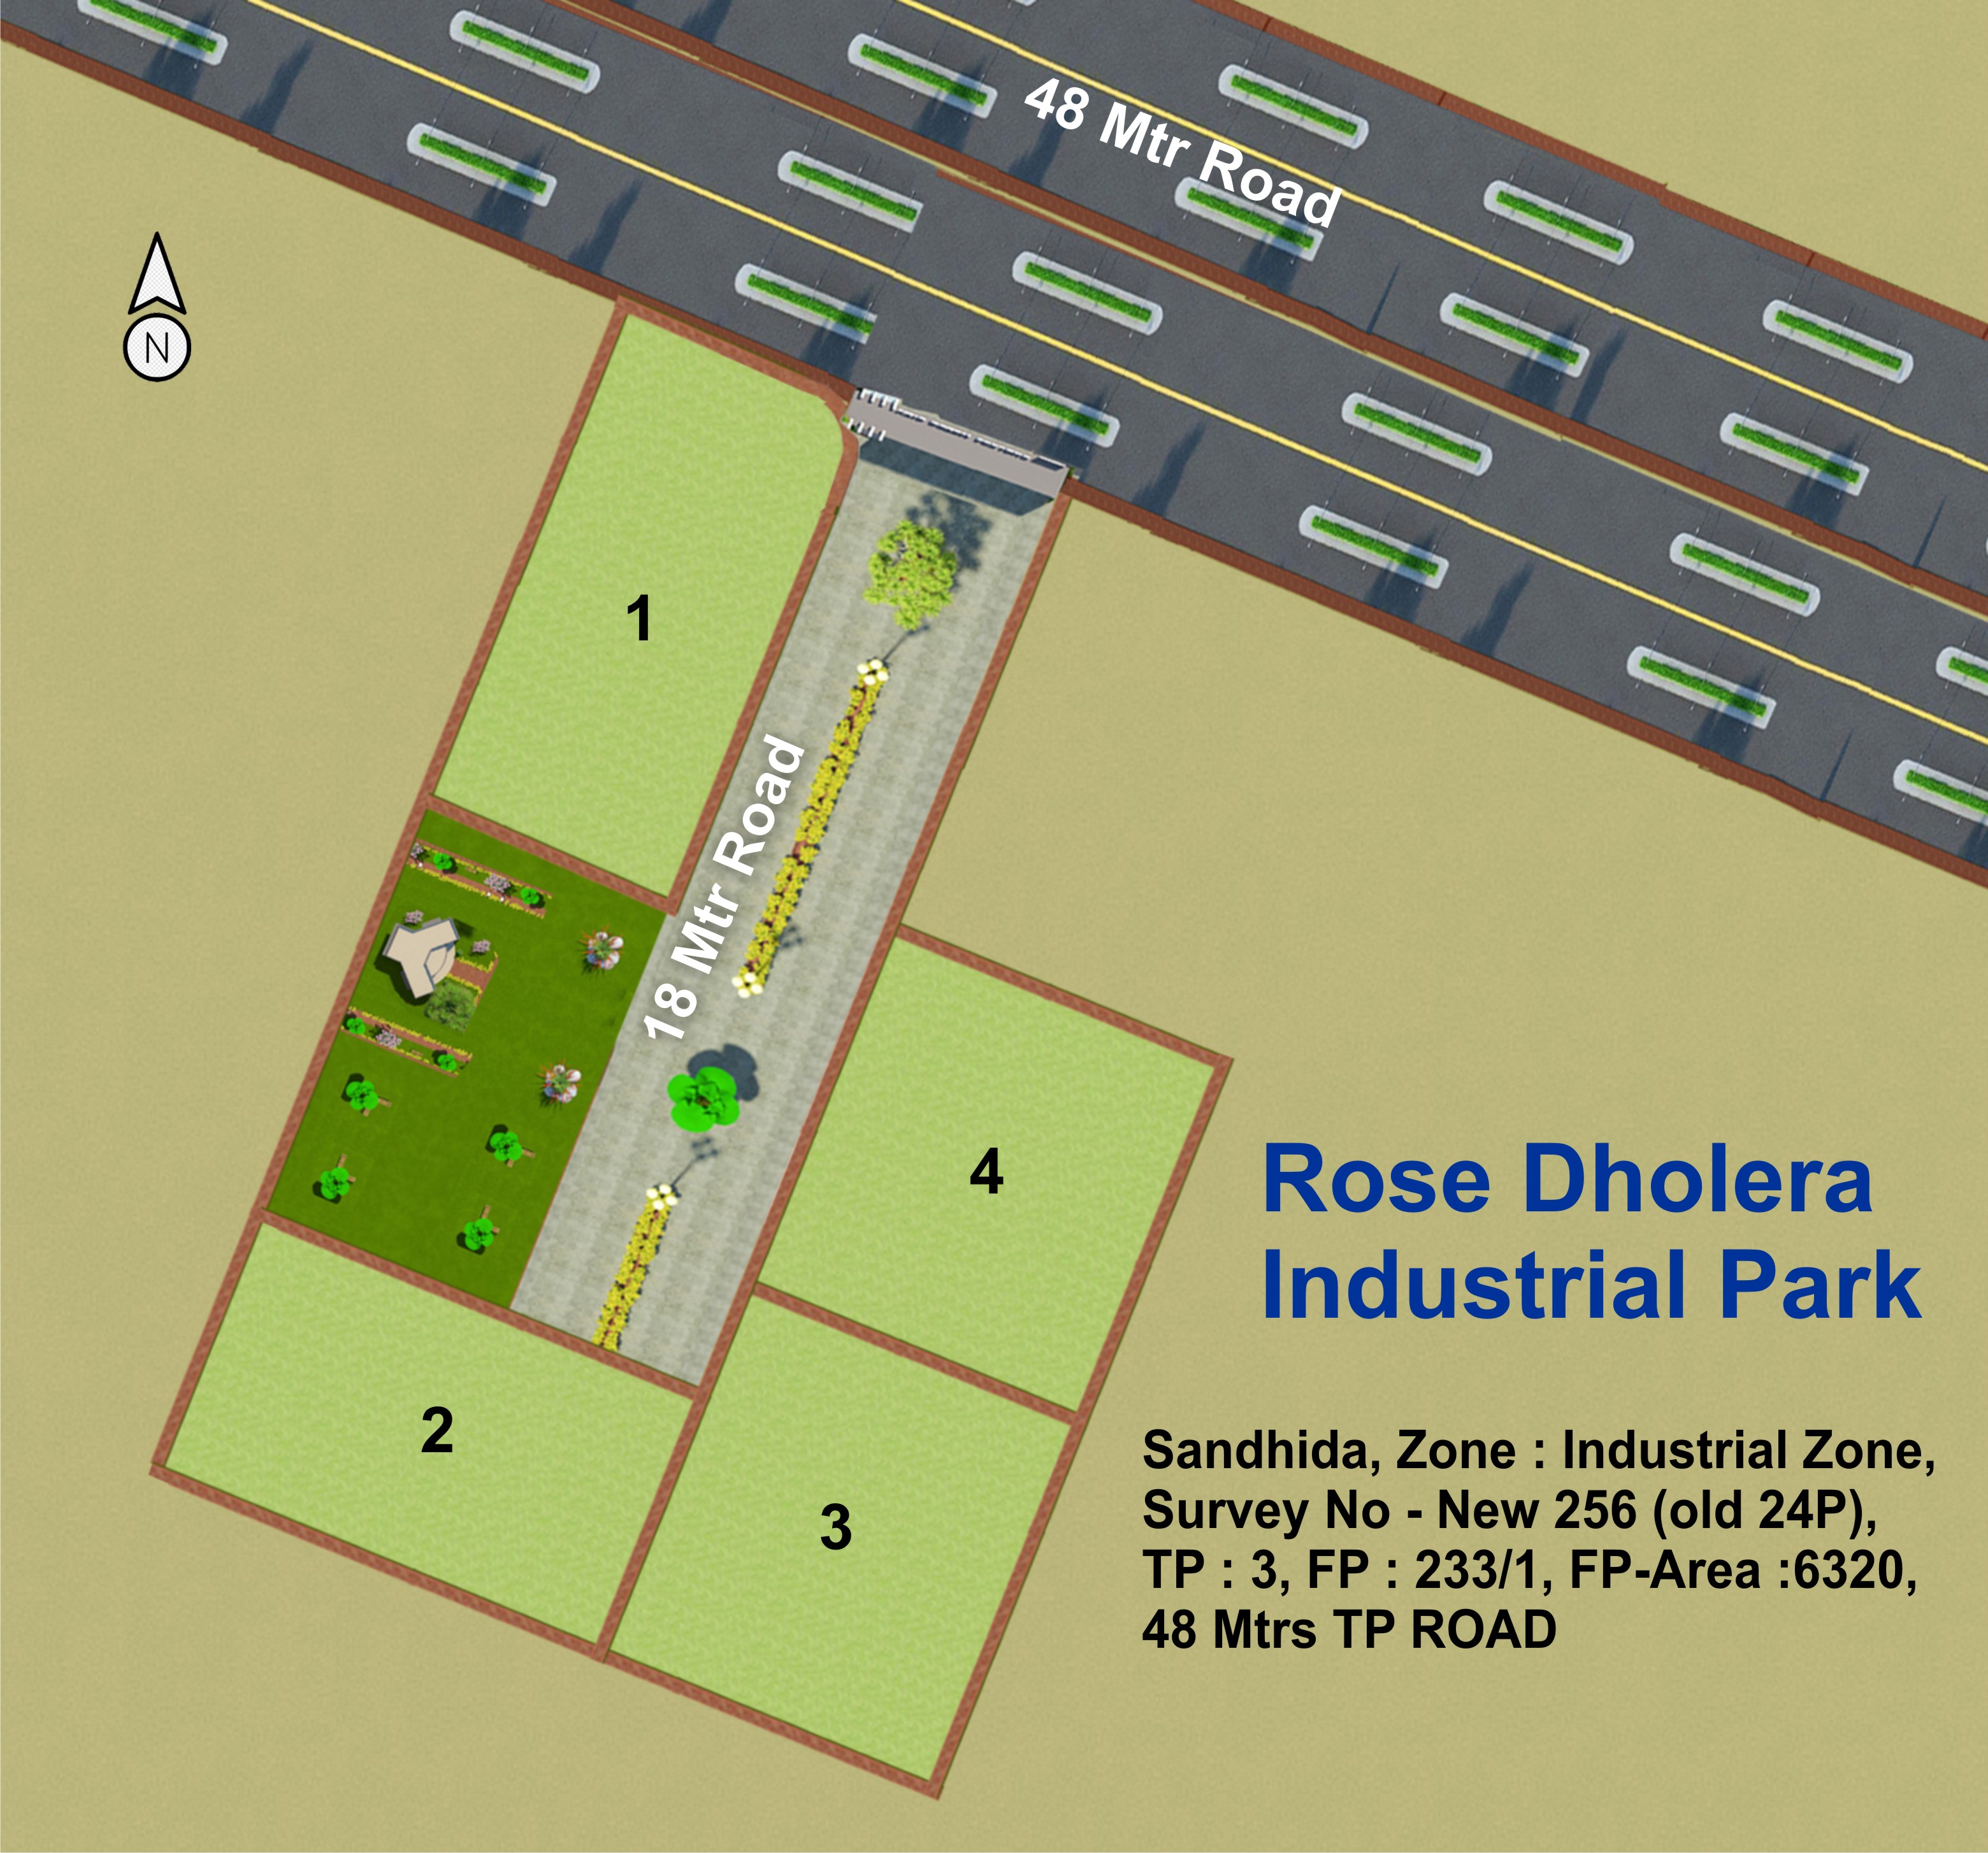 48 Mtr Road
N
1
18 Mtr Road
4
Rose Dholera
Industrial Park
2
3
Sandhida, Zone : Industrial Zone,
Survey No - New 256 (old 24P),
TP : 3, FP : 233/1, FP-Area :6320,
48 Mtrs TP ROAD